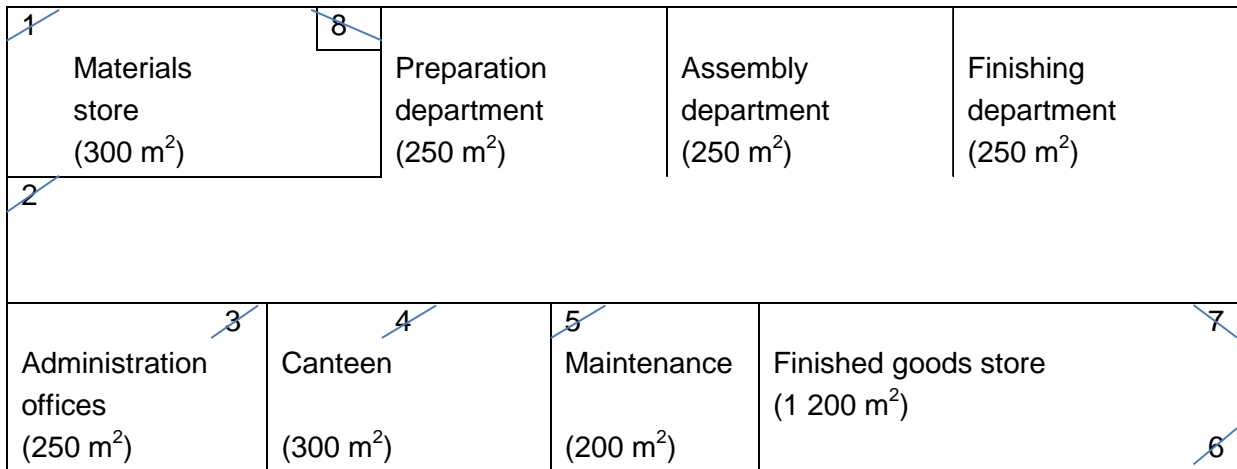 1
8
Materials
store
(300 m²)
Preparation
department
(250 m²)
Assembly
department
(250 m²)
Finishing
department
(250 m²)
2
3
Administration
offices
(250 m²)
4
Canteen
(300 m²)
5
Maintenance
(200 m²)
7
Finished goods store
(1 200 m²)
6